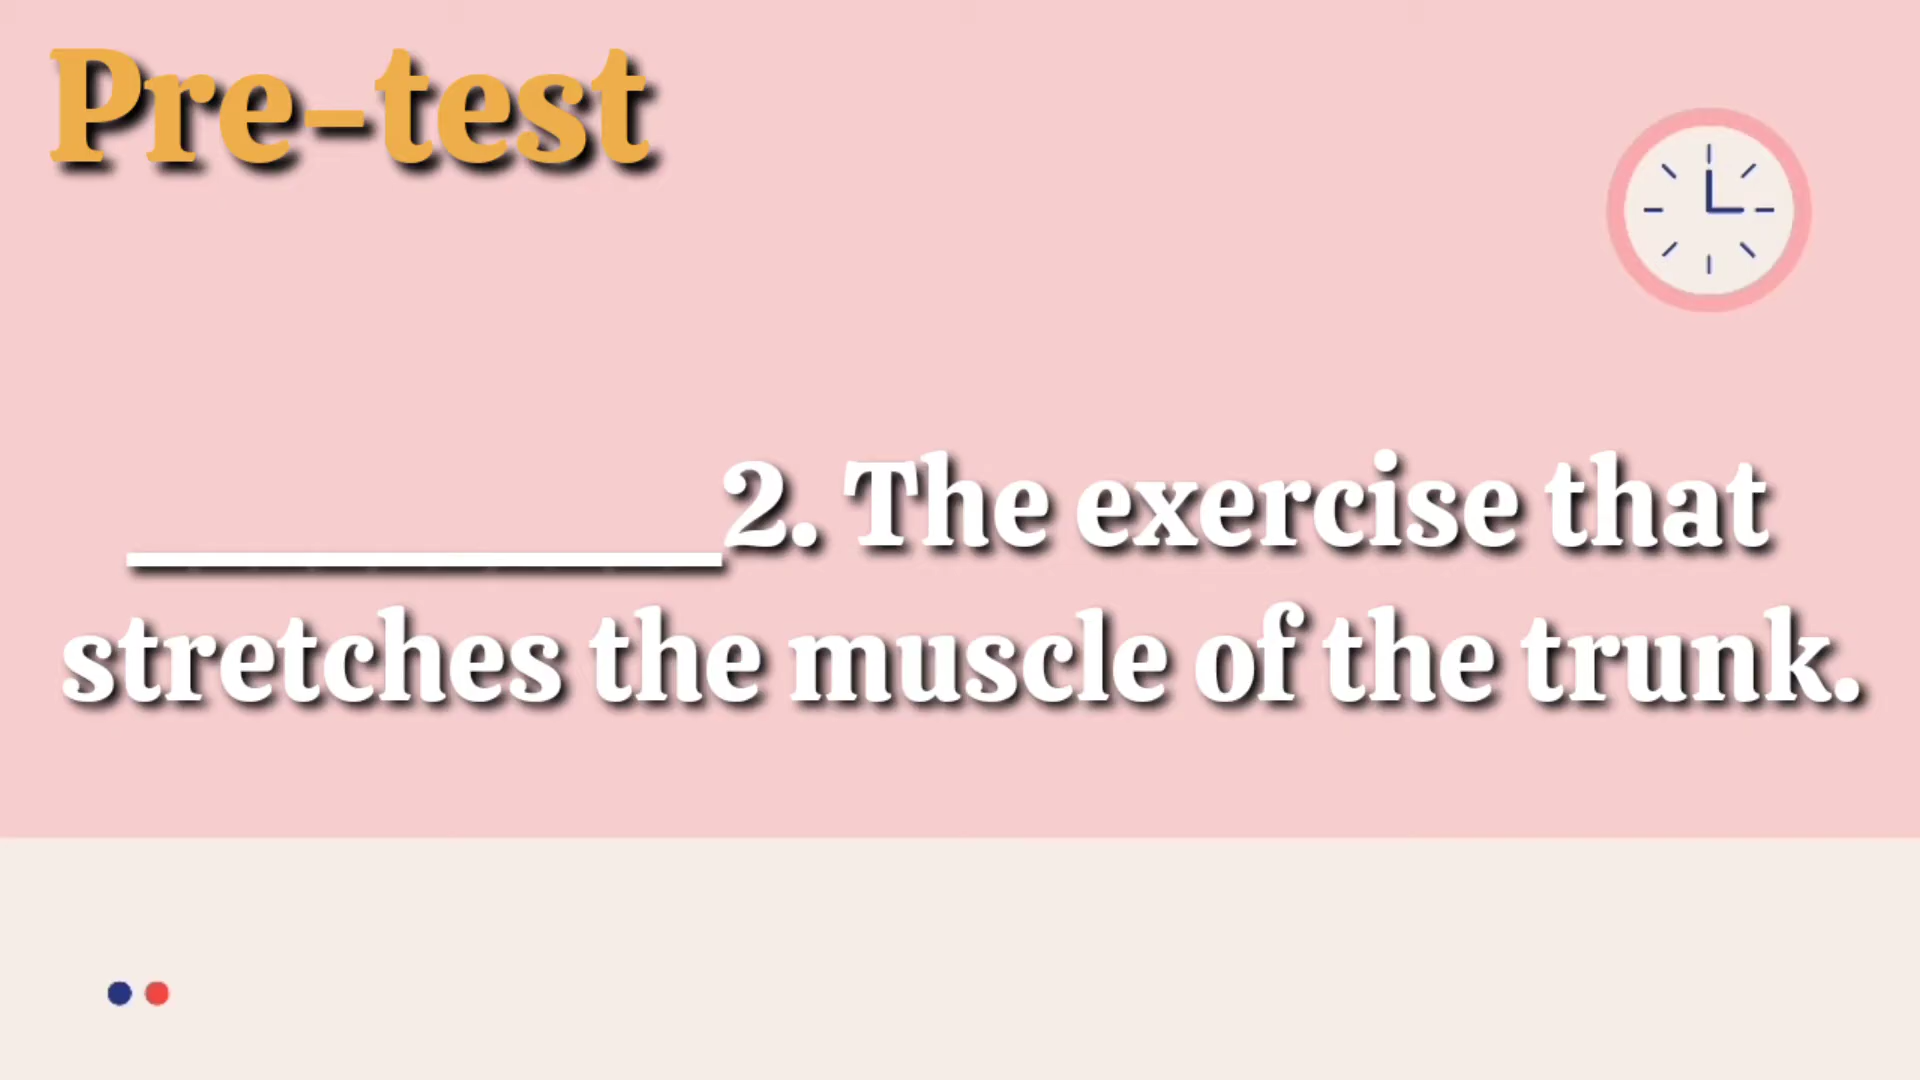 Pre-test
__________2. The exercise that
stretches the muscle of the trunk.